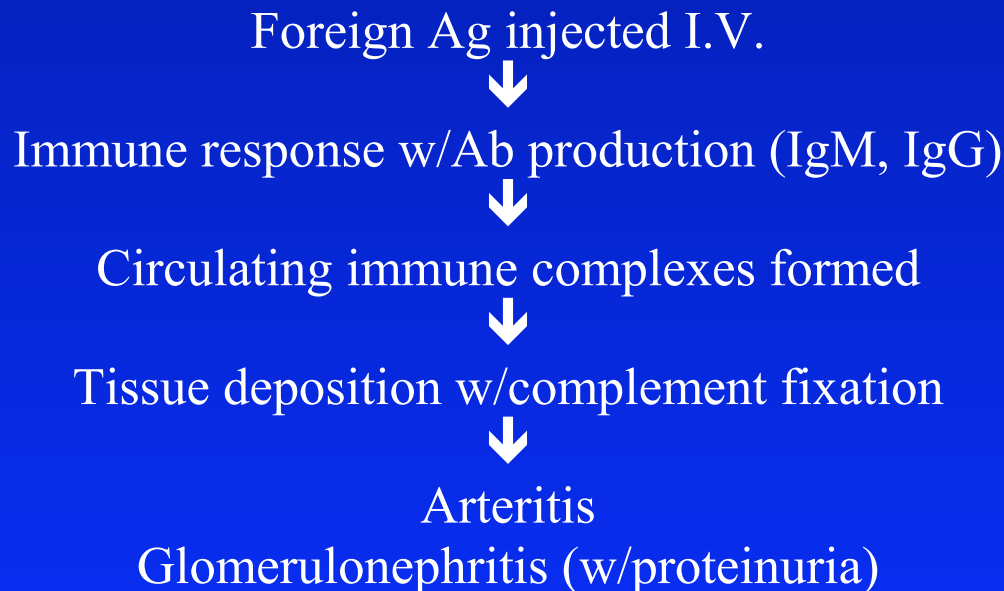 Foreign Ag injected I.V.
Immune response w/Ab production (IgM, IgG)
Circulating immune complexes formed
Tissue deposition w/complement fixation
Arteritis
Glomerulonephritis (w/proteinuria)